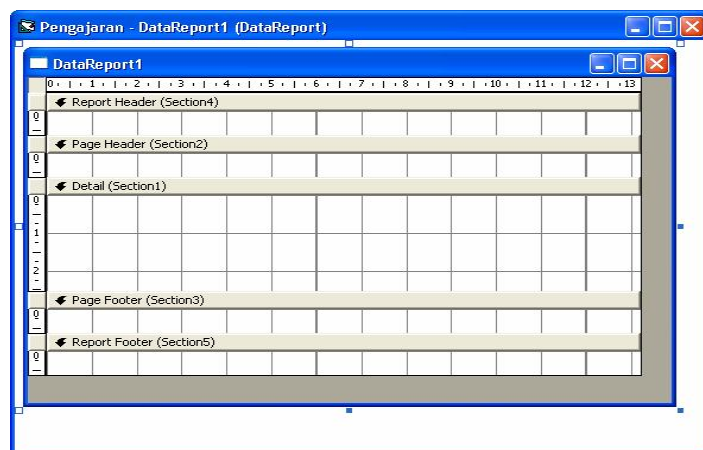 Pengajaran - DataReport1 (DataReport)
DataReport1
0 1 2 3 4 5 6 7 8 9 10 11 12 13
Report Header (Section4)
0
Page Header (Section2)
0
Detail (Section1)
0
1
2
Page Footer (Section3)
0
Report Footer (Section5)
0